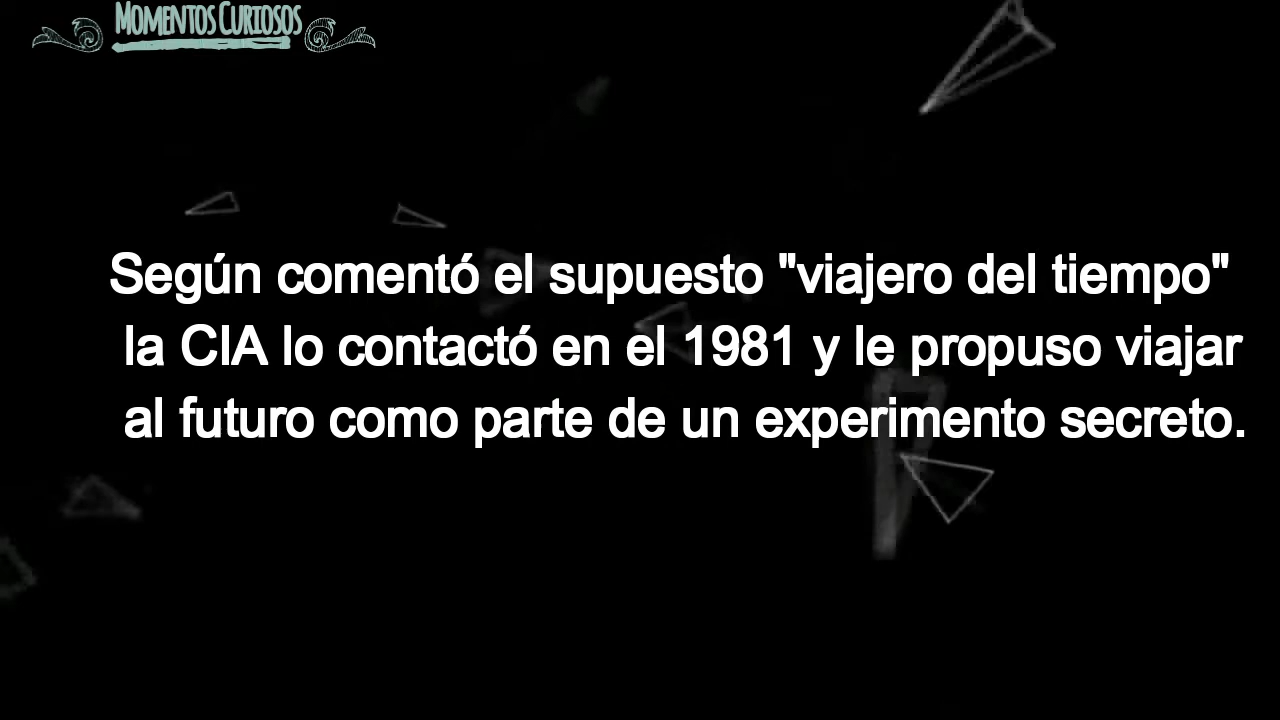 MOMENTOS CURIOSOS
Según comentó el supuesto "viajero del tiempo"
la CIA lo contactó en el 1981 y le propuso viajar
al futuro como parte de un experimento secreto.